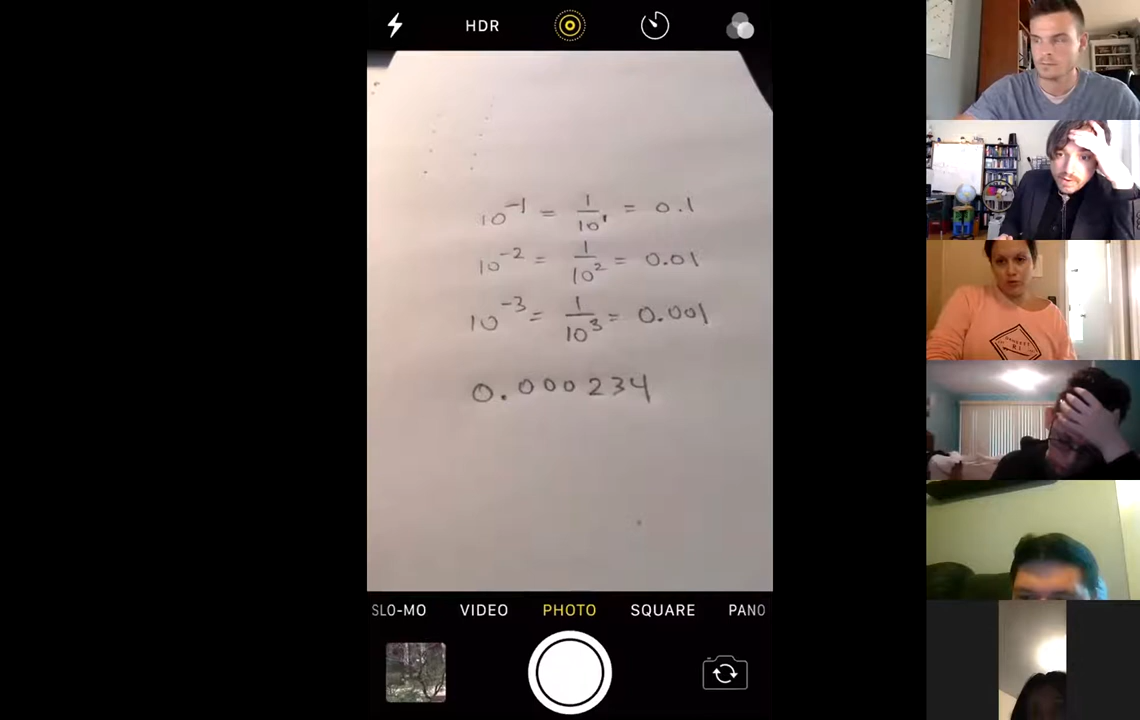 HDR
10⁻¹ = 1/10¹ = 0.1
10⁻² = 1/10² = 0.01
10⁻³ = 1/10³ = 0.001
0.000234
SLO-MO VIDEO PHOTO SQUARE PANO